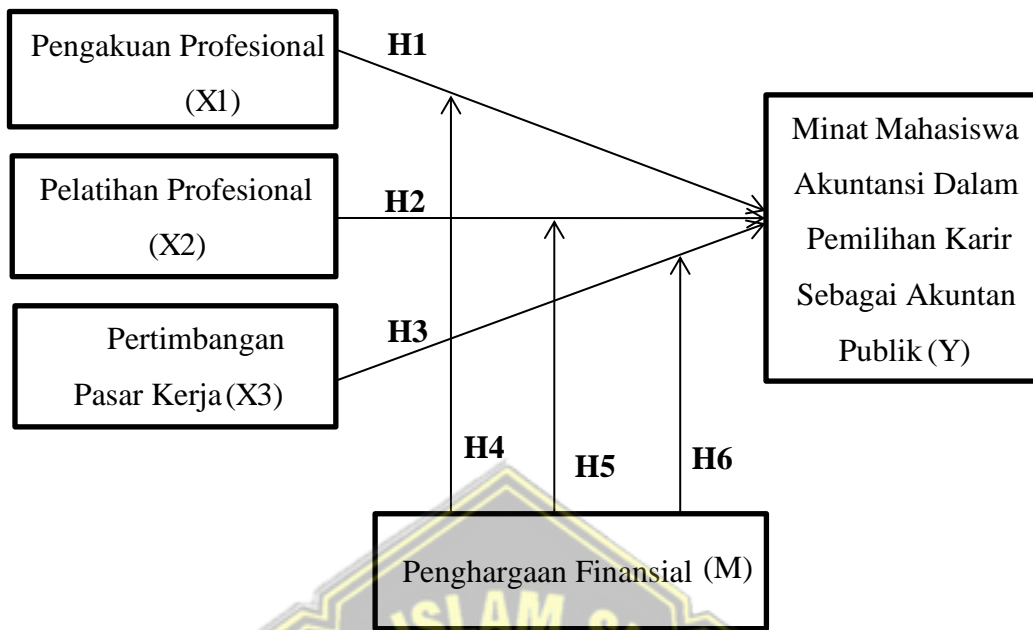 Pengakuan Profesional
(X1)
H1
Pelatihan Profesional
(X2)
H2
Pertimbangan
Pasar Kerja (X3)
H3
Minat Mahasiswa
Akuntansi Dalam
Pemilihan Karir
Sebagai Akuntan
Publik (Y)
H4
H5
H6
Penghargaan Finansial (M)
ISLAM